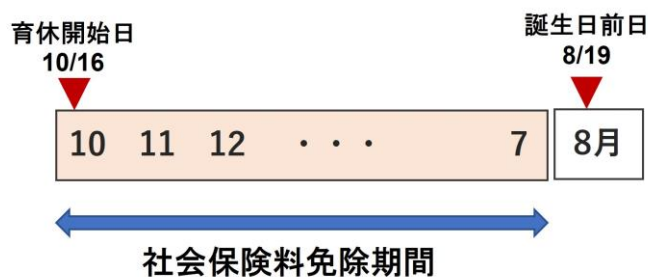 育休開始日
10/16
誕生日前日
8/19
10 11 12 ・・・ 7 8月
社会保険料免除期間